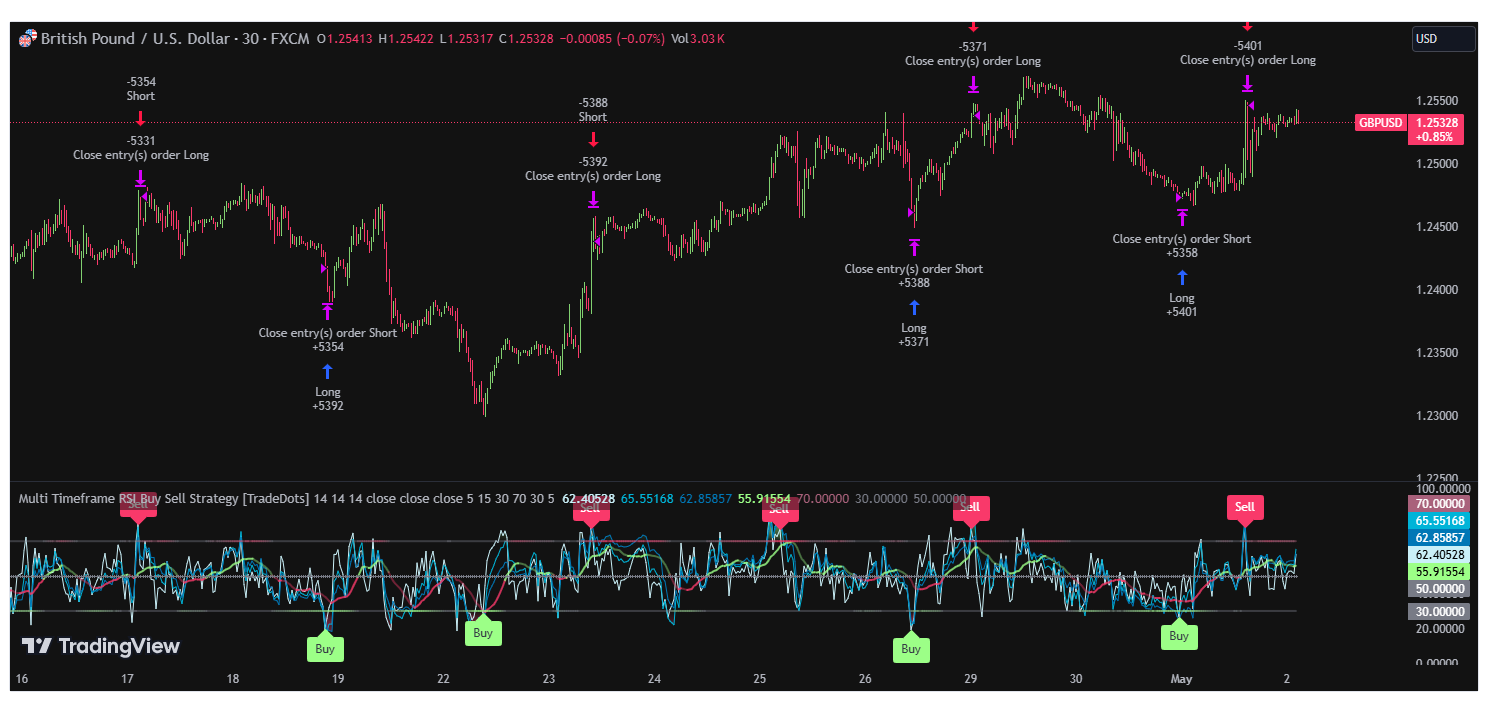 British Pound / U.S. Dollar · 30 · FXCM O1.25413 H1.25422 L1.25317 C1.25328 −0.00085 (−0.07%) Vol3.03 K
USD
-5354
Short
-5331
Close entry(s) order Long
-5388
Short
-5392
Close entry(s) order Long
-5371
Close entry(s) order Long
-5401
Close entry(s) order Long
Close entry(s) order Short
+5354
Long
+5392
Close entry(s) order Short
+5388
Long
+5371
Close entry(s) order Short
+5358
Long
+5401
1.25500
GBPUSD 1.25328
+0.85%
1.25000
1.24500
1.24000
1.23500
1.23000
1.22500
Multi Timeframe RSI Buy Sell Strategy [TradeDots] 14 14 14 close close close 5 15 30 70 30 5 62.40528 65.55168 62.85857 55.91554 70.00000 30.00000 50.00000
Sell
Sell
Sell
Sell
Sell
Buy
Buy
Buy
Buy
100.00000
70.00000
65.55168
62.85857
62.40528
55.91554
50.00000
30.00000
20.00000
0.00000
TradingView
16 17 18 19 22 23 24 25 26 29 30 May 2